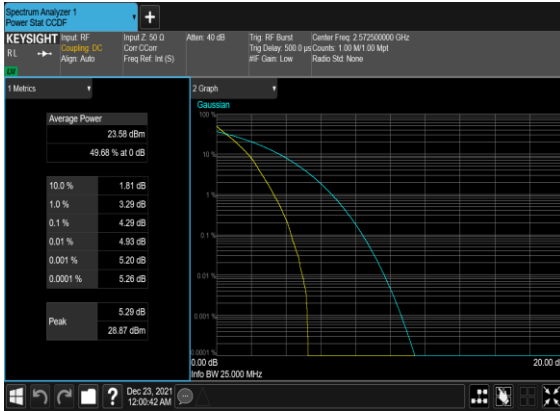 Spectrum Analyzer 1
Power Stat CCDF
KEYSIGHT
RL
Input: RF
Coupling: DC
Align: Auto
Input Z: 50 Ω
Corr CCorr
Freq Ref: Int (S)
Atten: 40 dB
Trig: RF Burst
Trig Delay: 500.0 µs
#IF Gain: Low
Center Freq: 2.572500000 GHz
Counts: 1.00 M/1.00 Mpt
Radio Std: None
1 Metrics
Average Power
23.58 dBm
49.68 % at 0 dB
10.0 % 1.81 dB
1.0 % 3.29 dB
0.1 % 4.29 dB
0.01 % 4.93 dB
0.001 % 5.20 dB
0.0001 % 5.26 dB
Peak
5.29 dB
28.87 dBm
2 Graph
Gaussian
100 %
10 %
1 %
0.1 %
0.01 %
0.001 %
0.0001 %
0.00 dB
20.00 d
Info BW 25.000 MHz
Dec 23, 2021
12:00:42 AM